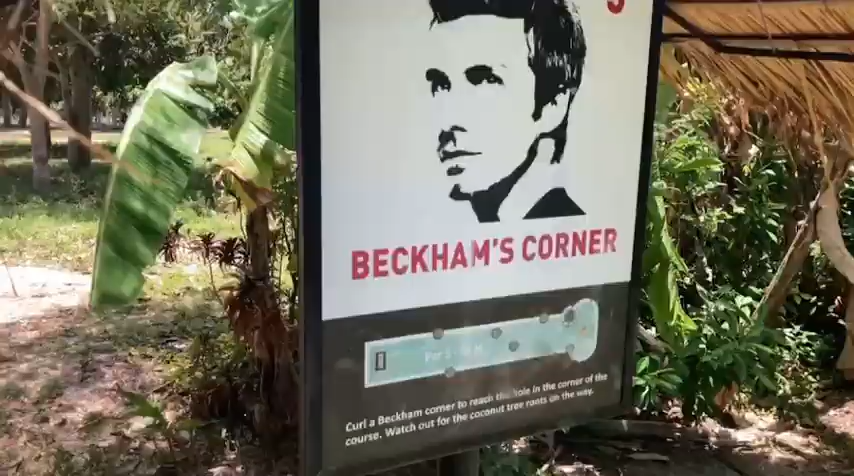 BECKHAM'S CORNER
Par
Curl a Beckham corner to reach the hole in the corner of the
course. Watch out for the coconut tree roots on the way.